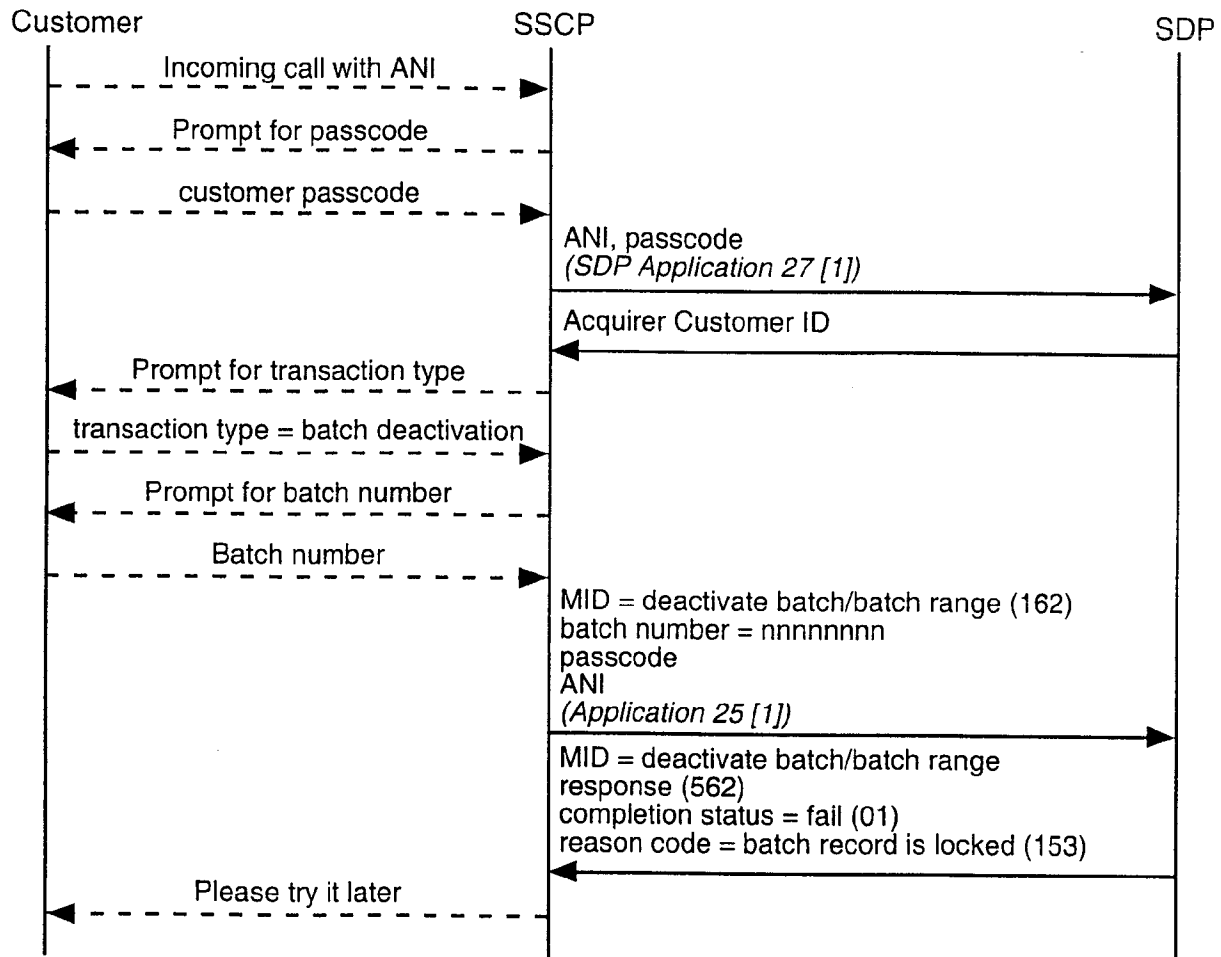 Customer
SSCP
SDP
Incoming call with ANI
Prompt for passcode
customer passcode
ANI, passcode
(SDP Application 27 [1])
Acquirer Customer ID
Prompt for transaction type
transaction type = batch deactivation
Prompt for batch number
Batch number
MID = deactivate batch/batch range (162)
batch number = nnnnnnnn
passcode
ANI
(Application 25 [1])
MID = deactivate batch/batch range
response (562)
completion status = fail (01)
reason code = batch record is locked (153)
Please try it later